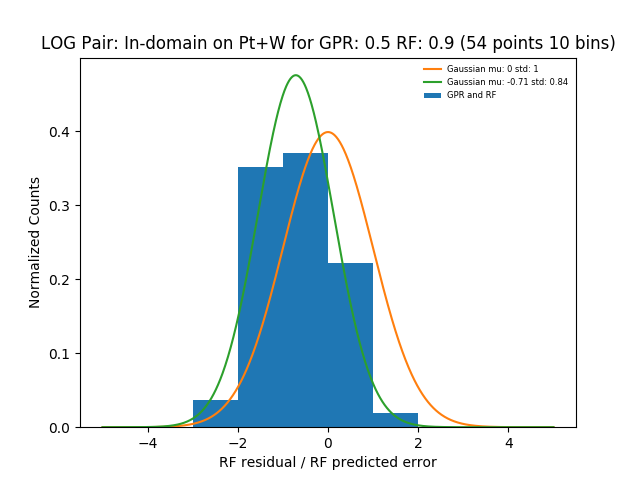 LOG Pair: In-domain on Pt+W for GPR: 0.5 RF: 0.9 (54 points 10 bins)
Gaussian mu: 0 std: 1
Gaussian mu: -0.71 std: 0.84
GPR and RF
Normalized Counts
0.4
0.3
0.2
0.1
0.0
−4
−2
0
2
4
RF residual / RF predicted error